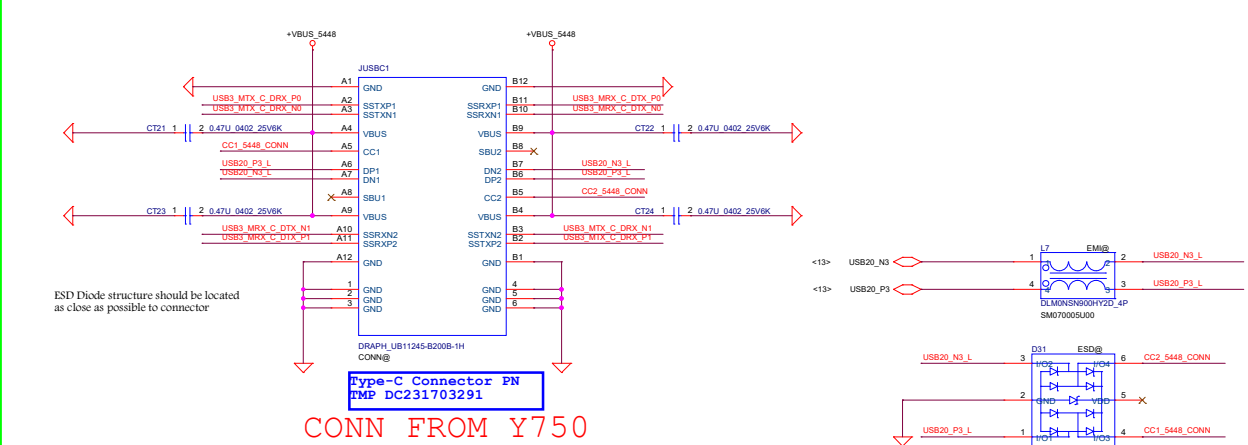 +VBUS_5448
+VBUS_5448
JUSBC1
A1 GND GND B12
USB3_MTX_C_DRX_P0 A2 SSTXP1 SSRXP1 B11 USB3_MRX_C_DTX_P0
USB3_MTX_C_DRX_N0 A3 SSTXN1 SSRXN1 B10 USB3_MRX_C_DTX_N0
CT21 1 2 0.47U_0402_25V6K A4 VBUS VBUS B9 CT22 1 2 0.47U_0402_25V6K
CC1_5448_CONN A5 CC1 SBU2 B8
USB20_P3_L A6 DP1 DN2 B7 USB20_N3_L
USB20_N3_L A7 DN1 DP2 B6 USB20_P3_L
A8 SBU1 CC2 B5 CC2_5448_CONN
CT23 1 2 0.47U_0402_25V6K A9 VBUS VBUS B4 CT24 1 2 0.47U_0402_25V6K
USB3_MRX_C_DTX_N1 A10 SSRXN2 SSTXN2 B3 USB3_MTX_C_DRX_N1
USB3_MRX_C_DTX_P1 A11 SSRXP2 SSTXP2 B2 USB3_MTX_C_DRX_P1
A12 GND GND B1
1 GND GND 4
2 GND GND 5
3 GND GND 6
ESD Diode structure should be located
as close as possible to connector
DRAPH_UB11245-B200B-1H
CONN@
Type-C Connector PN
TMP DC231703291
CONN FROM Y750
L7 EMI@
<13> USB20_N3 1 1 2 2 USB20_N3_L
<13> USB20_P3 4 4 3 3 USB20_P3_L
DLM0NSN900HY2D_4P
SM070005U00
D31 ESD@
USB20_N3_L 3 I/O2 I/O4 6 CC2_5448_CONN
2 GND VDD 5
USB20_P3_L 1 I/O1 I/O3 4 CC1_5448_CONN